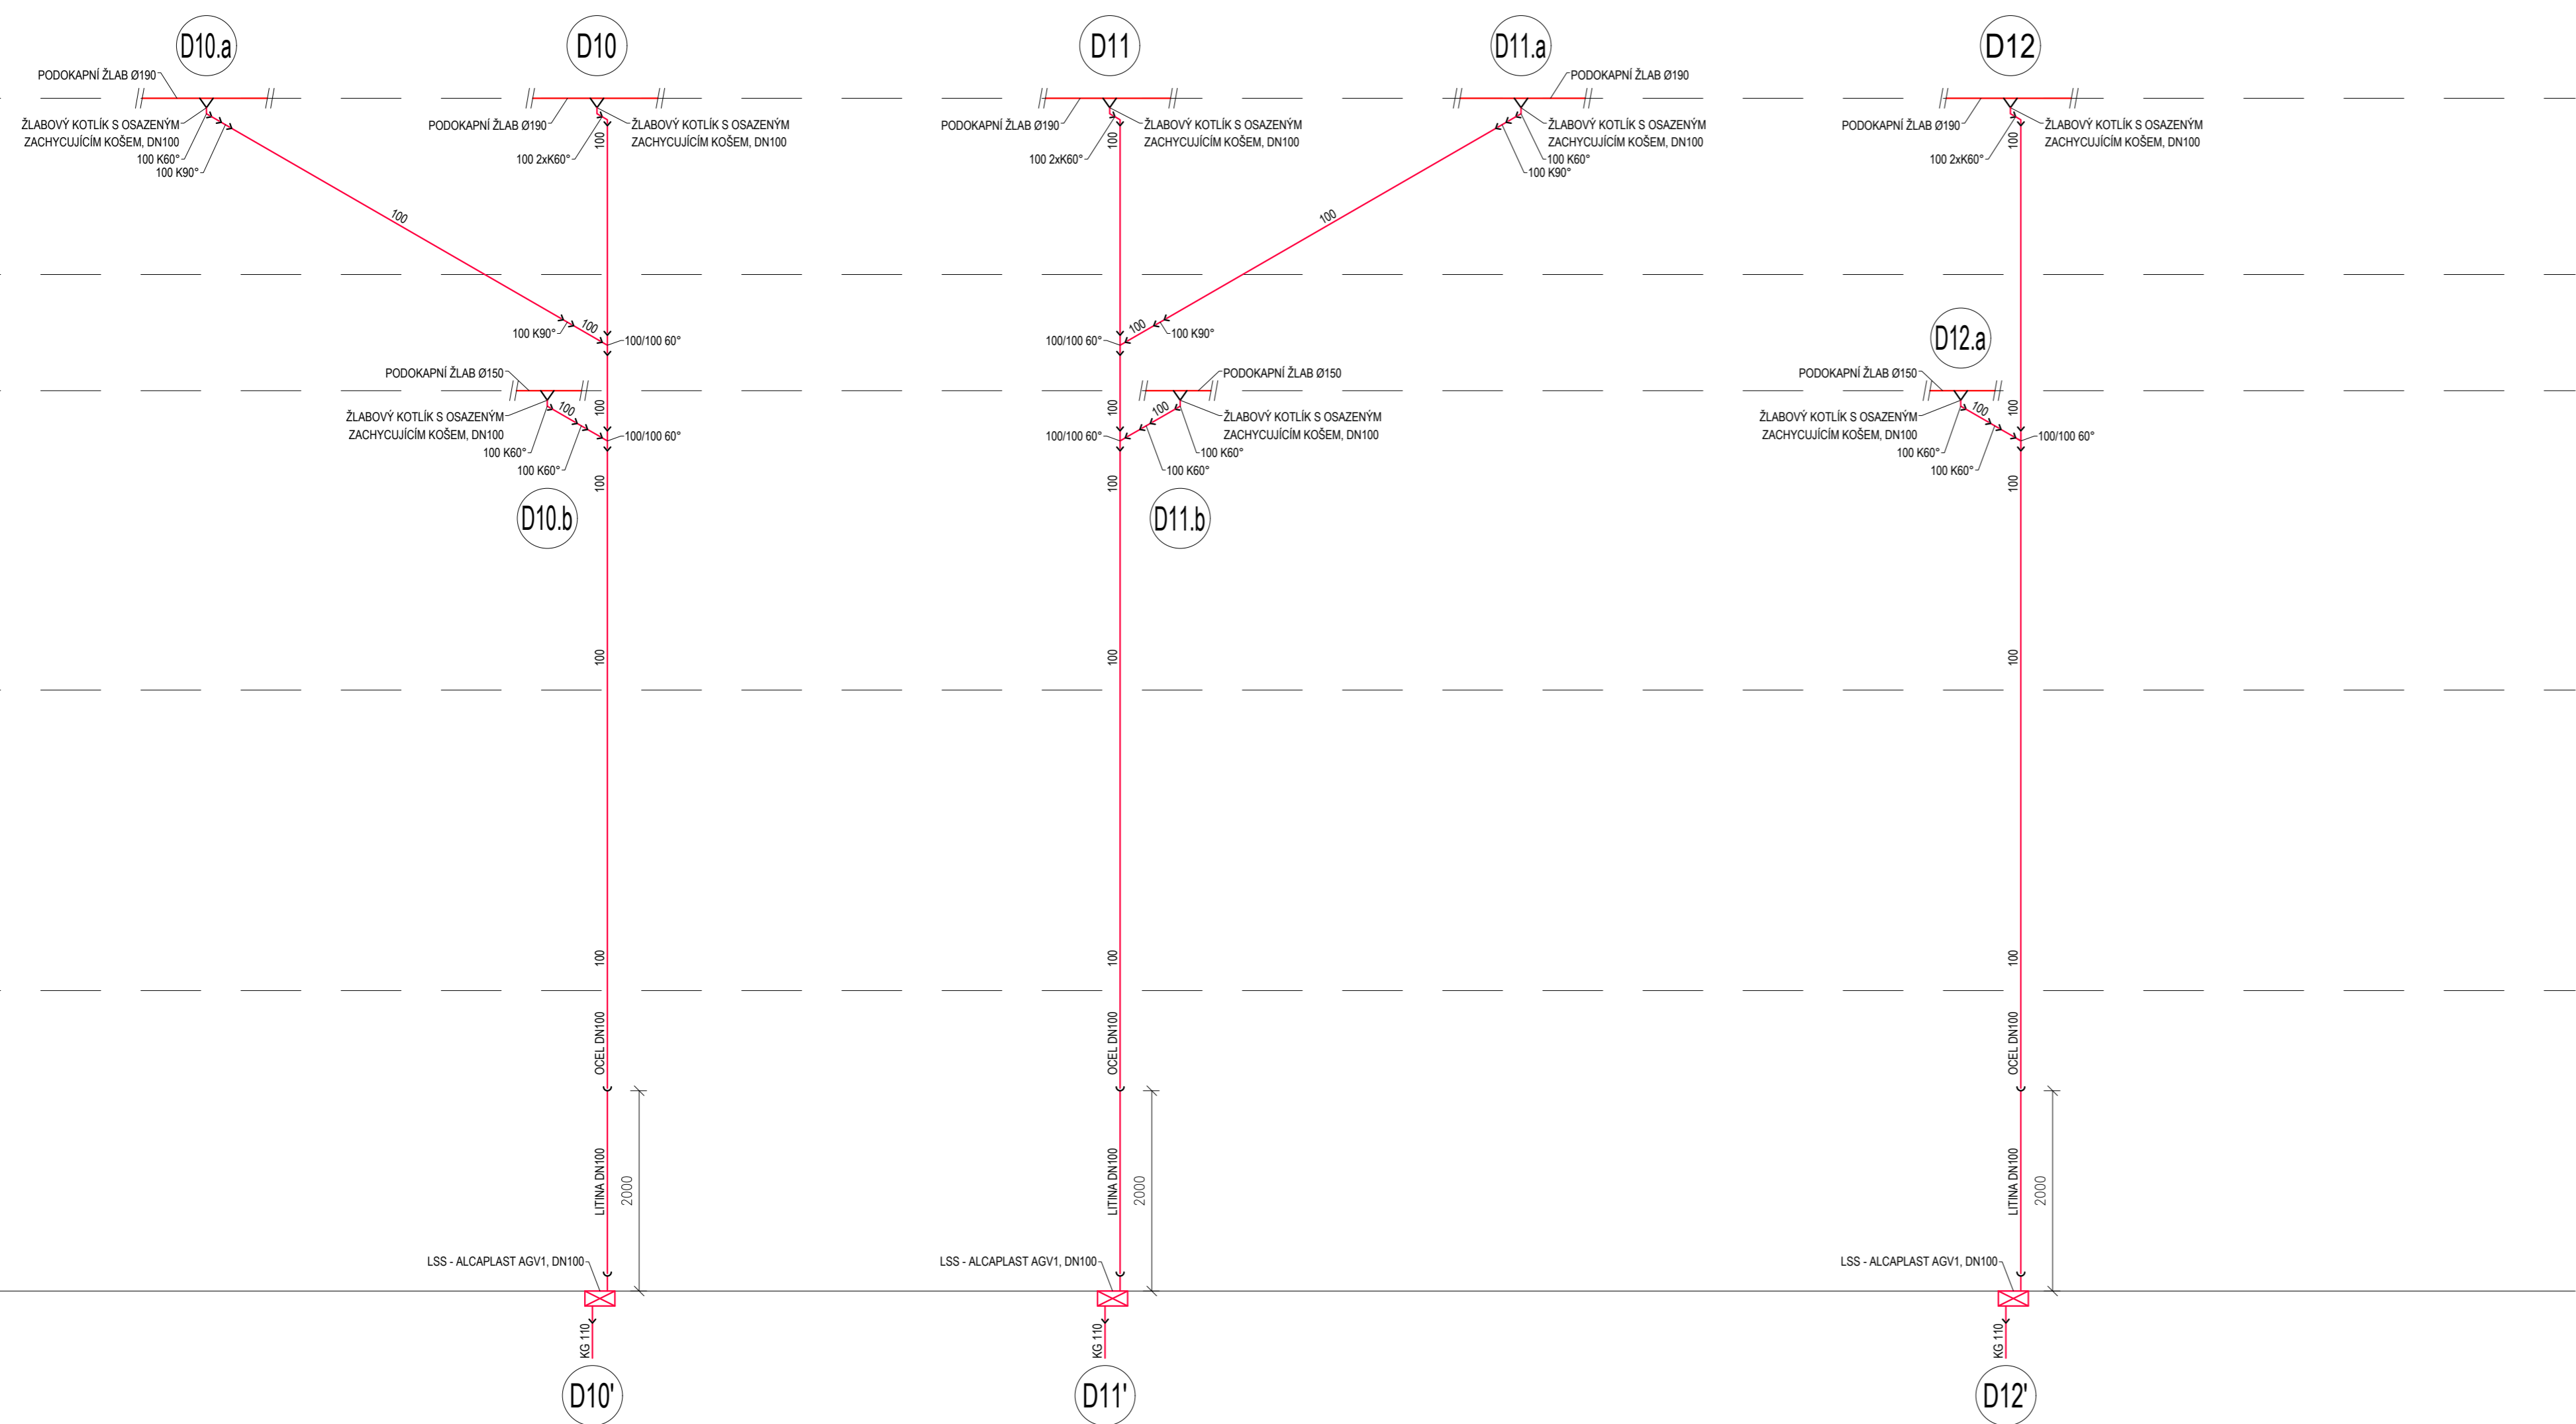 D10.a
D10
D11
D11.a
D12
PODOKAPNÍ ŽLAB Ø190
ŽLABOVÝ KOTLÍK S OSAZENÝM
ZACHYCUJÍCÍM KOŠEM, DN100
100 K60°
100 K90°
100
100 K90°
100
PODOKAPNÍ ŽLAB Ø190
ŽLABOVÝ KOTLÍK S OSAZENÝM
ZACHYCUJÍCÍM KOŠEM, DN100
100
100 2xK60°
100/100 60°
PODOKAPNÍ ŽLAB Ø150
ŽLABOVÝ KOTLÍK S OSAZENÝM
ZACHYCUJÍCÍM KOŠEM, DN100
100
100 K60°
100 K60°
100
100/100 60°
D10.b
100
100
100
OCEL DN100
LITINA DN100
2000
LSS - ALCAPLAST AGV1, DN100
KG 110
D10'
PODOKAPNÍ ŽLAB Ø190
ŽLABOVÝ KOTLÍK S OSAZENÝM
ZACHYCUJÍCÍM KOŠEM, DN100
100
100 2xK60°
PODOKAPNÍ ŽLAB Ø190
ŽLABOVÝ KOTLÍK S OSAZENÝM
ZACHYCUJÍCÍM KOŠEM, DN100
100 K60°
100 K90°
100
100
100 K90°
100/100 60°
PODOKAPNÍ ŽLAB Ø150
ŽLABOVÝ KOTLÍK S OSAZENÝM
ZACHYCUJÍCÍM KOŠEM, DN100
100
100
100/100 60°
100 K60°
100 K60°
D11.b
100
100
100
OCEL DN100
LITINA DN100
2000
LSS - ALCAPLAST AGV1, DN100
KG 110
D11'
PODOKAPNÍ ŽLAB Ø190
ŽLABOVÝ KOTLÍK S OSAZENÝM
ZACHYCUJÍCÍM KOŠEM, DN100
100
100 2xK60°
D12.a
PODOKAPNÍ ŽLAB Ø150
ŽLABOVÝ KOTLÍK S OSAZENÝM
ZACHYCUJÍCÍM KOŠEM, DN100
100
100
100/100 60°
100 K60°
100 K60°
100
100
100
OCEL DN100
LITINA DN100
2000
LSS - ALCAPLAST AGV1, DN100
KG 110
D12'